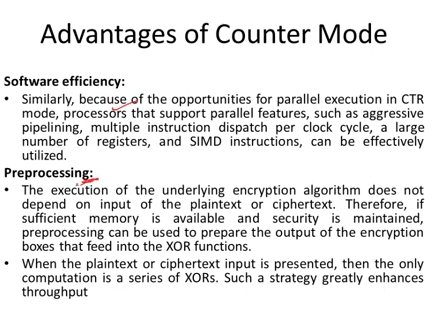 Advantages of Counter Mode
Software efficiency:
• Similarly, because of the opportunities for parallel execution in CTR
mode, processors that support parallel features, such as aggressive
pipelining, multiple instruction dispatch per clock cycle, a large
number of registers, and SIMD instructions, can be effectively
utilized.
Preprocessing:
• The execution of the underlying encryption algorithm does not
depend on input of the plaintext or ciphertext. Therefore, if
sufficient memory is available and security is maintained,
preprocessing can be used to prepare the output of the encryption
boxes that feed into the XOR functions.
• When the plaintext or ciphertext input is presented, then the only
computation is a series of XORs. Such a strategy greatly enhances
throughput